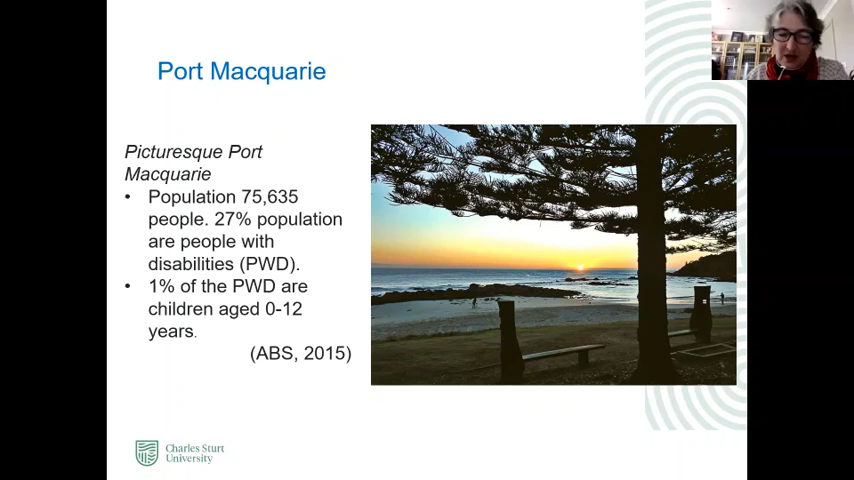 Port Macquarie
Picturesque Port
Macquarie
• Population 75,635
people. 27% population
are people with
disabilities (PWD).
• 1% of the PWD are
children aged 0-12
years.
(ABS, 2015)
Charles Sturt
University